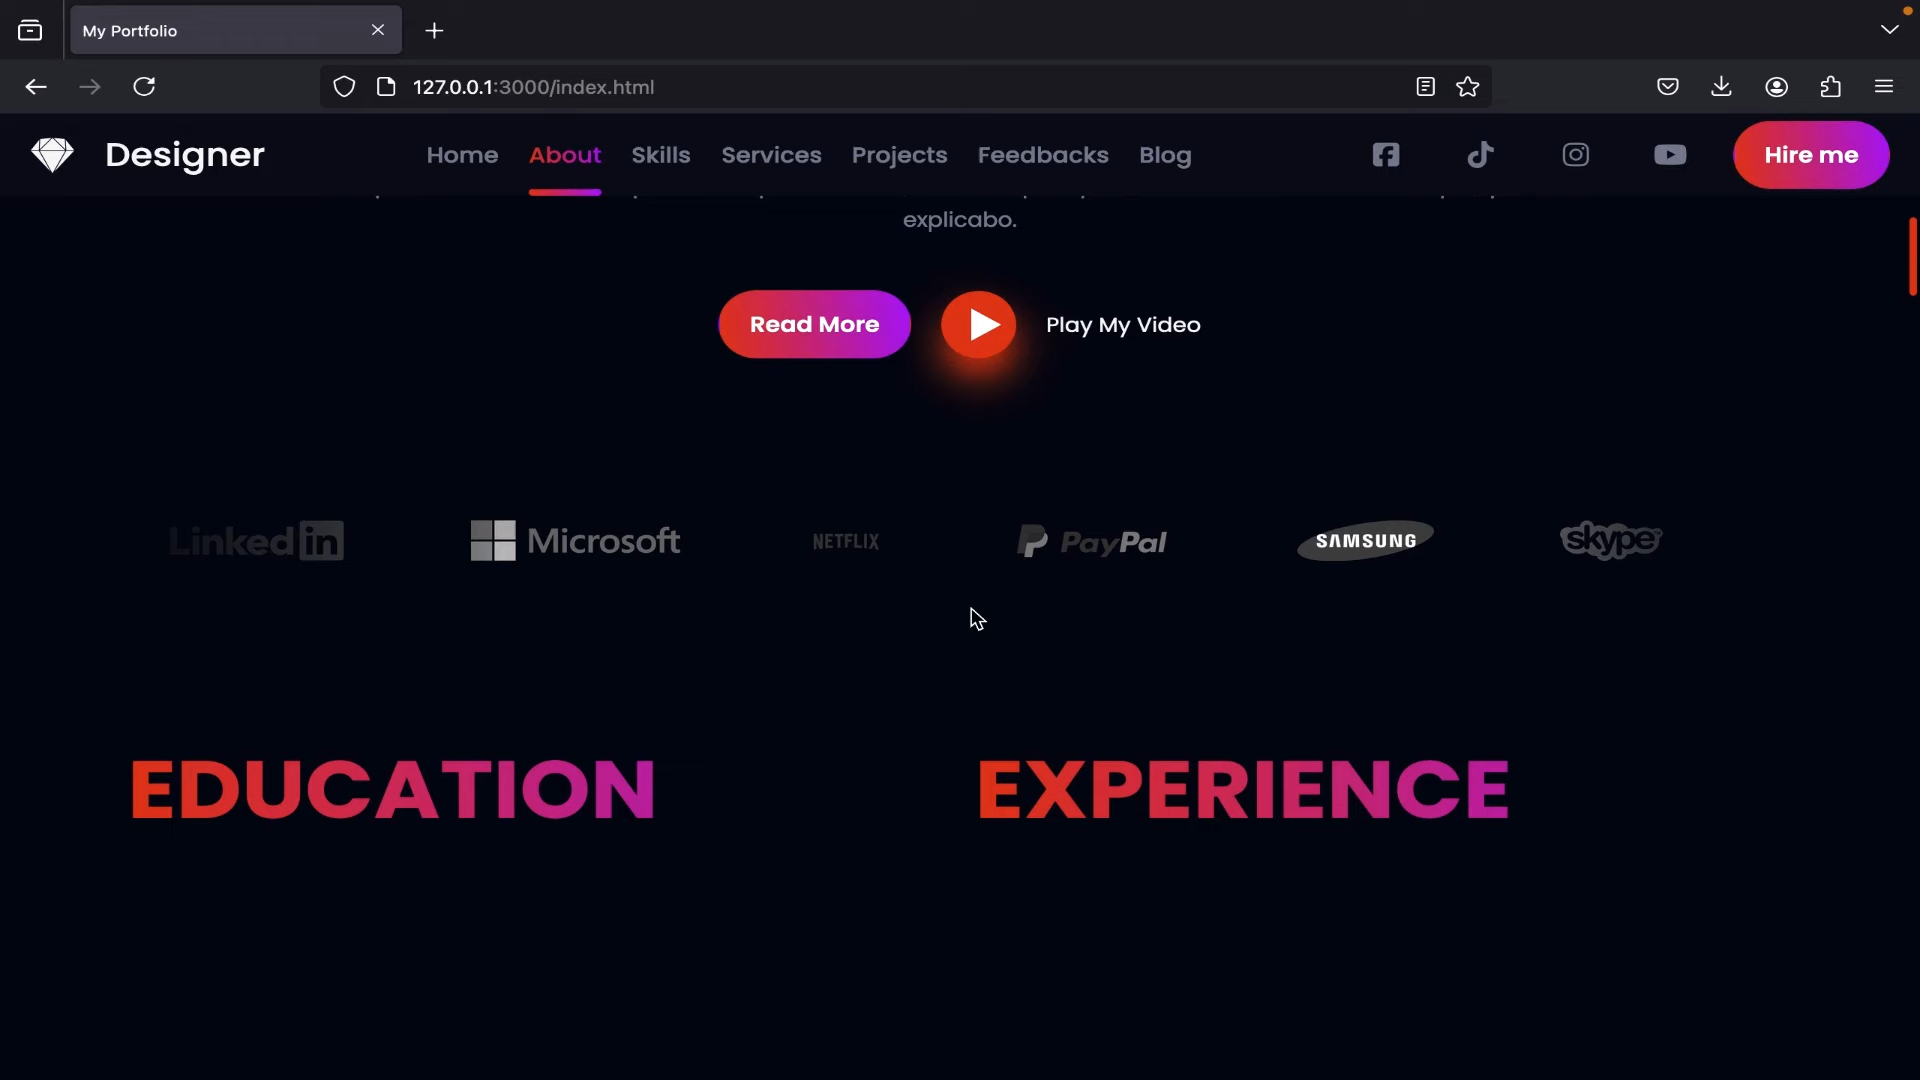 My Portfolio
127.0.0.1:3000/index.html
Designer
Home About Skills Services Projects Feedbacks Blog
Hire me
explicabo.
Read More
Play My Video
Linkedin Microsoft NETFLIX PayPal SAMSUNG skype
EDUCATION EXPERIENCE